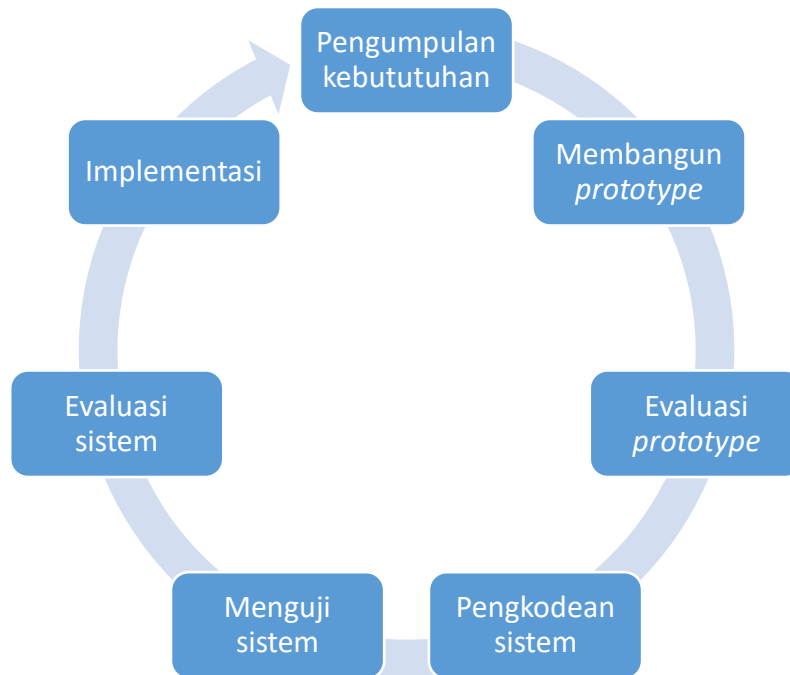 Pengumpulan
kebututuhan
Membangun
prototype
Evaluasi
prototype
Pengkodean
sistem
Menguji
sistem
Evaluasi
sistem
Implementasi